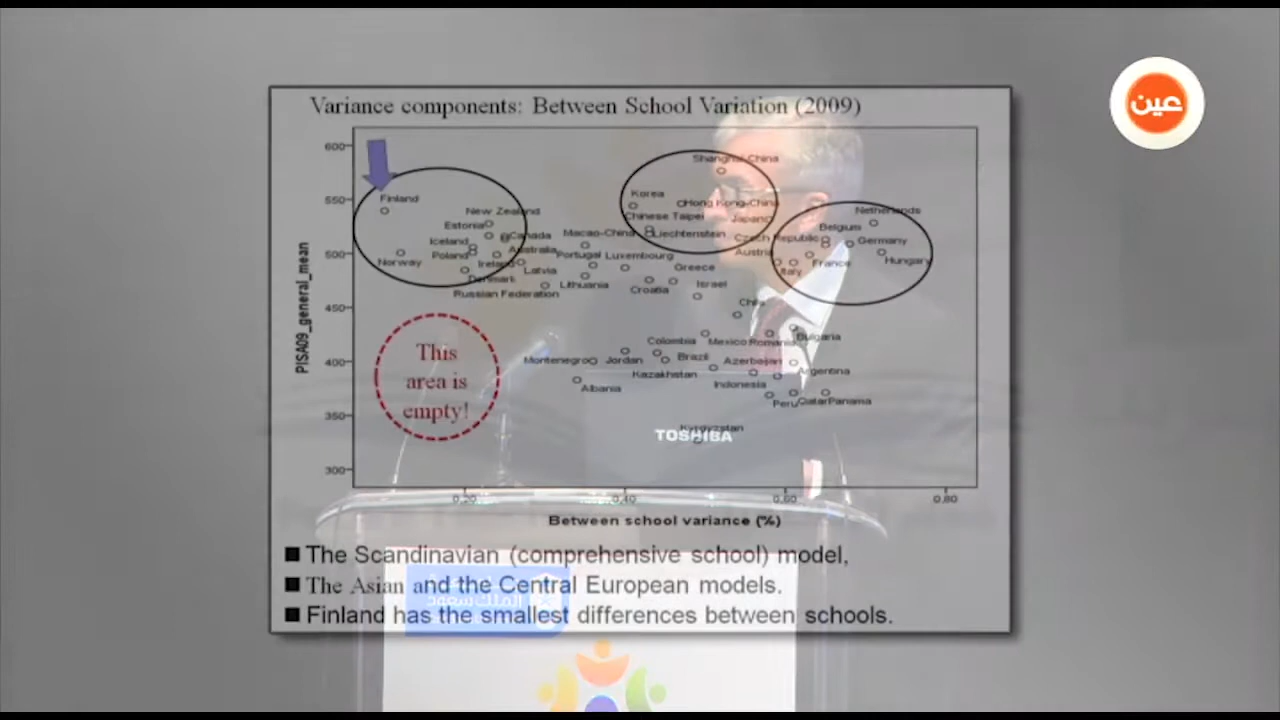 عين
Variance components: Between School Variation (2009)
PISA09_general_mean
600
550
500
450
400
350
300
Shanghai-China
Finland
Korea
Hong Kong-China
New Zealand
Netherlands
Chinese Taipei
Japan
Estonia
Canada
Macao-China
Liechtenstein
Belgium
Iceland
Czech Republic
Germany
Poland
Australia
Portugal
Luxembourg
Austria
Norway
Ireland
France
Hungary
Latvia
Greece
Italy
Denmark
Lithuania
Croatia
Israel
Russian Federation
Chile
Colombia
Mexico
Romania
Bulgaria
Montenegro
Jordan
Brazil
Azerbaijan
Kazakhstan
Argentina
Albania
Indonesia
Peru
Qatar
Panama
Kyrgyzstan
This
area is
empty!
TOSHIBA
0,20
0,40
0,60
0,80
Between school variance (%)
The Scandinavian (comprehensive school) model,
The Asian and the Central European models.
Finland has the smallest differences between schools.